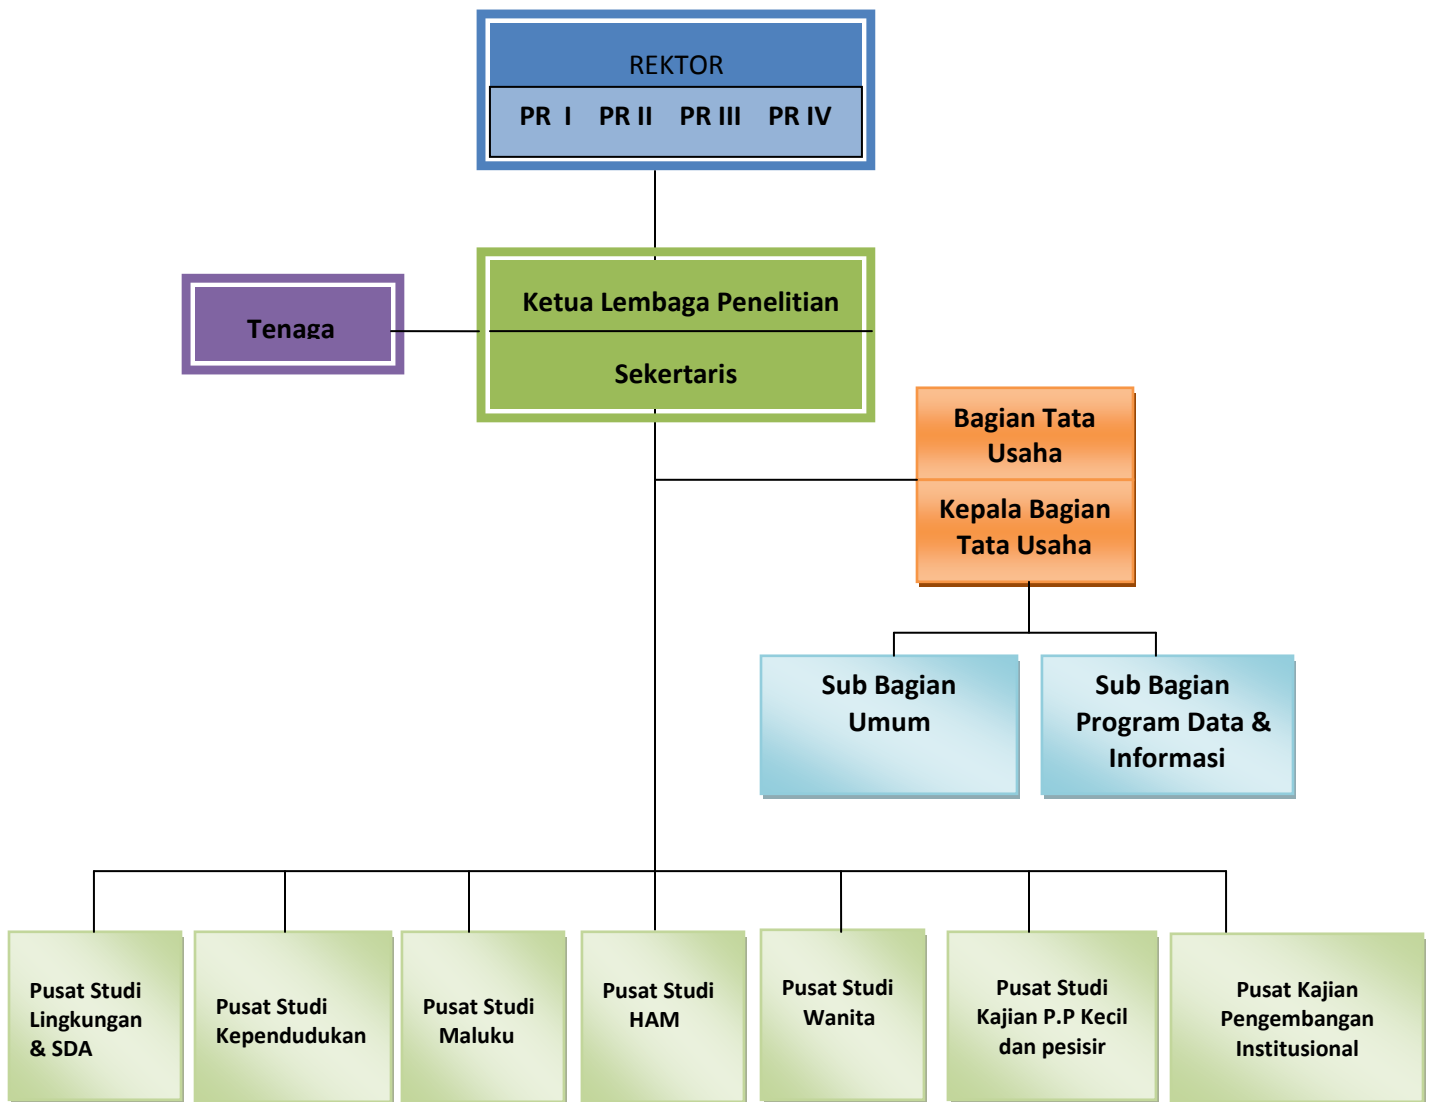 REKTOR
PR I PR II PR III PR IV
Ketua Lembaga Penelitian
Tenaga
Sekertaris
Bagian Tata
Usaha
Kepala Bagian
Tata Usaha
Sub Bagian
Umum
Sub Bagian
Program Data &
Informasi
Pusat Studi
Lingkungan
& SDA
Pusat Studi
Kependudukan
Pusat Studi
Maluku
Pusat Studi
HAM
Pusat Studi
Wanita
Pusat Studi
Kajian P.P Kecil
dan pesisir
Pusat Kajian
Pengembangan
Institusional